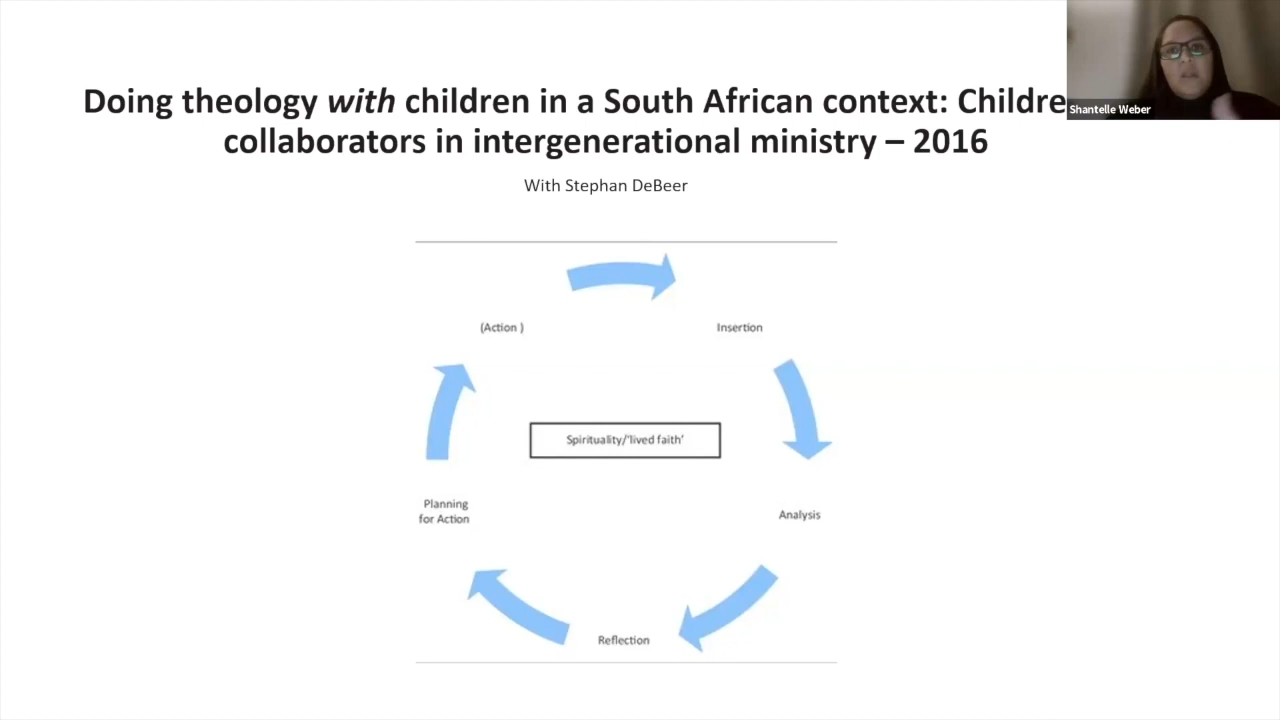 Doing theology with children in a South African context: Childre
collaborators in intergenerational ministry – 2016
Shantelle Weber
With Stephan DeBeer
(Action )
Insertion
Spirituality/'lived faith'
Planning
for Action
Analysis
Reflection